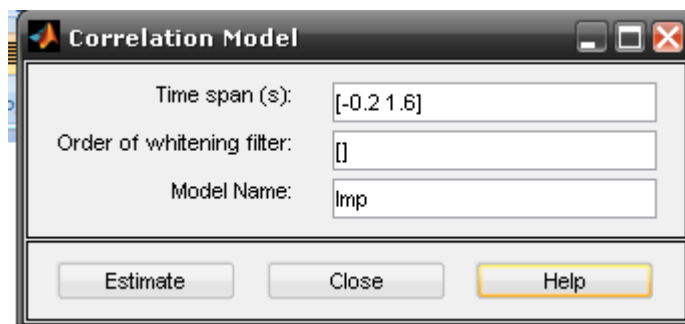 Correlation Model
Time span (s): [-0.2 1.6]
Order of whitening filter: []
Model Name: Imp
Estimate Close Help